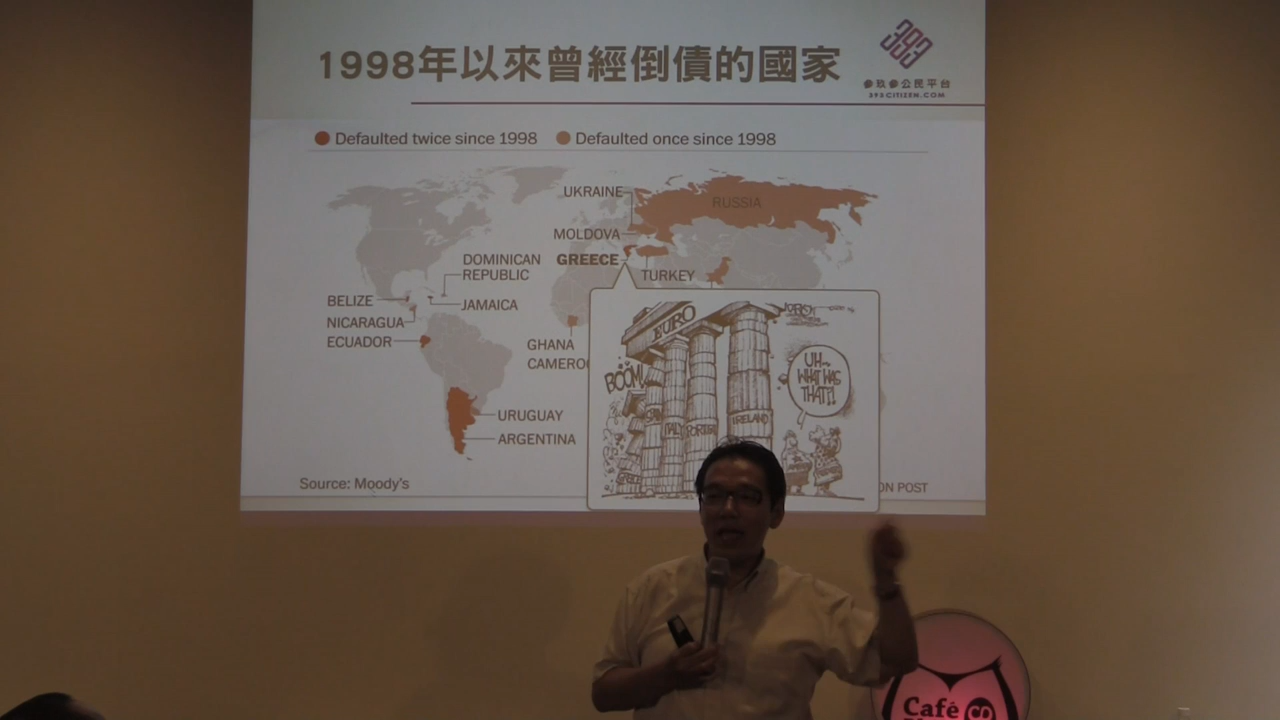 1998年以來曾經倒債的國家
393
參玖參公民平台
393CITIZEN.COM
Defaulted twice since 1998
Defaulted once since 1998
UKRAINE
RUSSIA
MOLDOVA
DOMINICAN
REPUBLIC
GREECE
TURKEY
BELIZE
JAMAICA
NICARAGUA
ECUADOR
GHANA
CAMERO
URUGUAY
ARGENTINA
EURO
BOOM!
UH...
WHAT WAS
THAT?!
ITALY
IRELAND
Source: Moody's
ON POST
Café